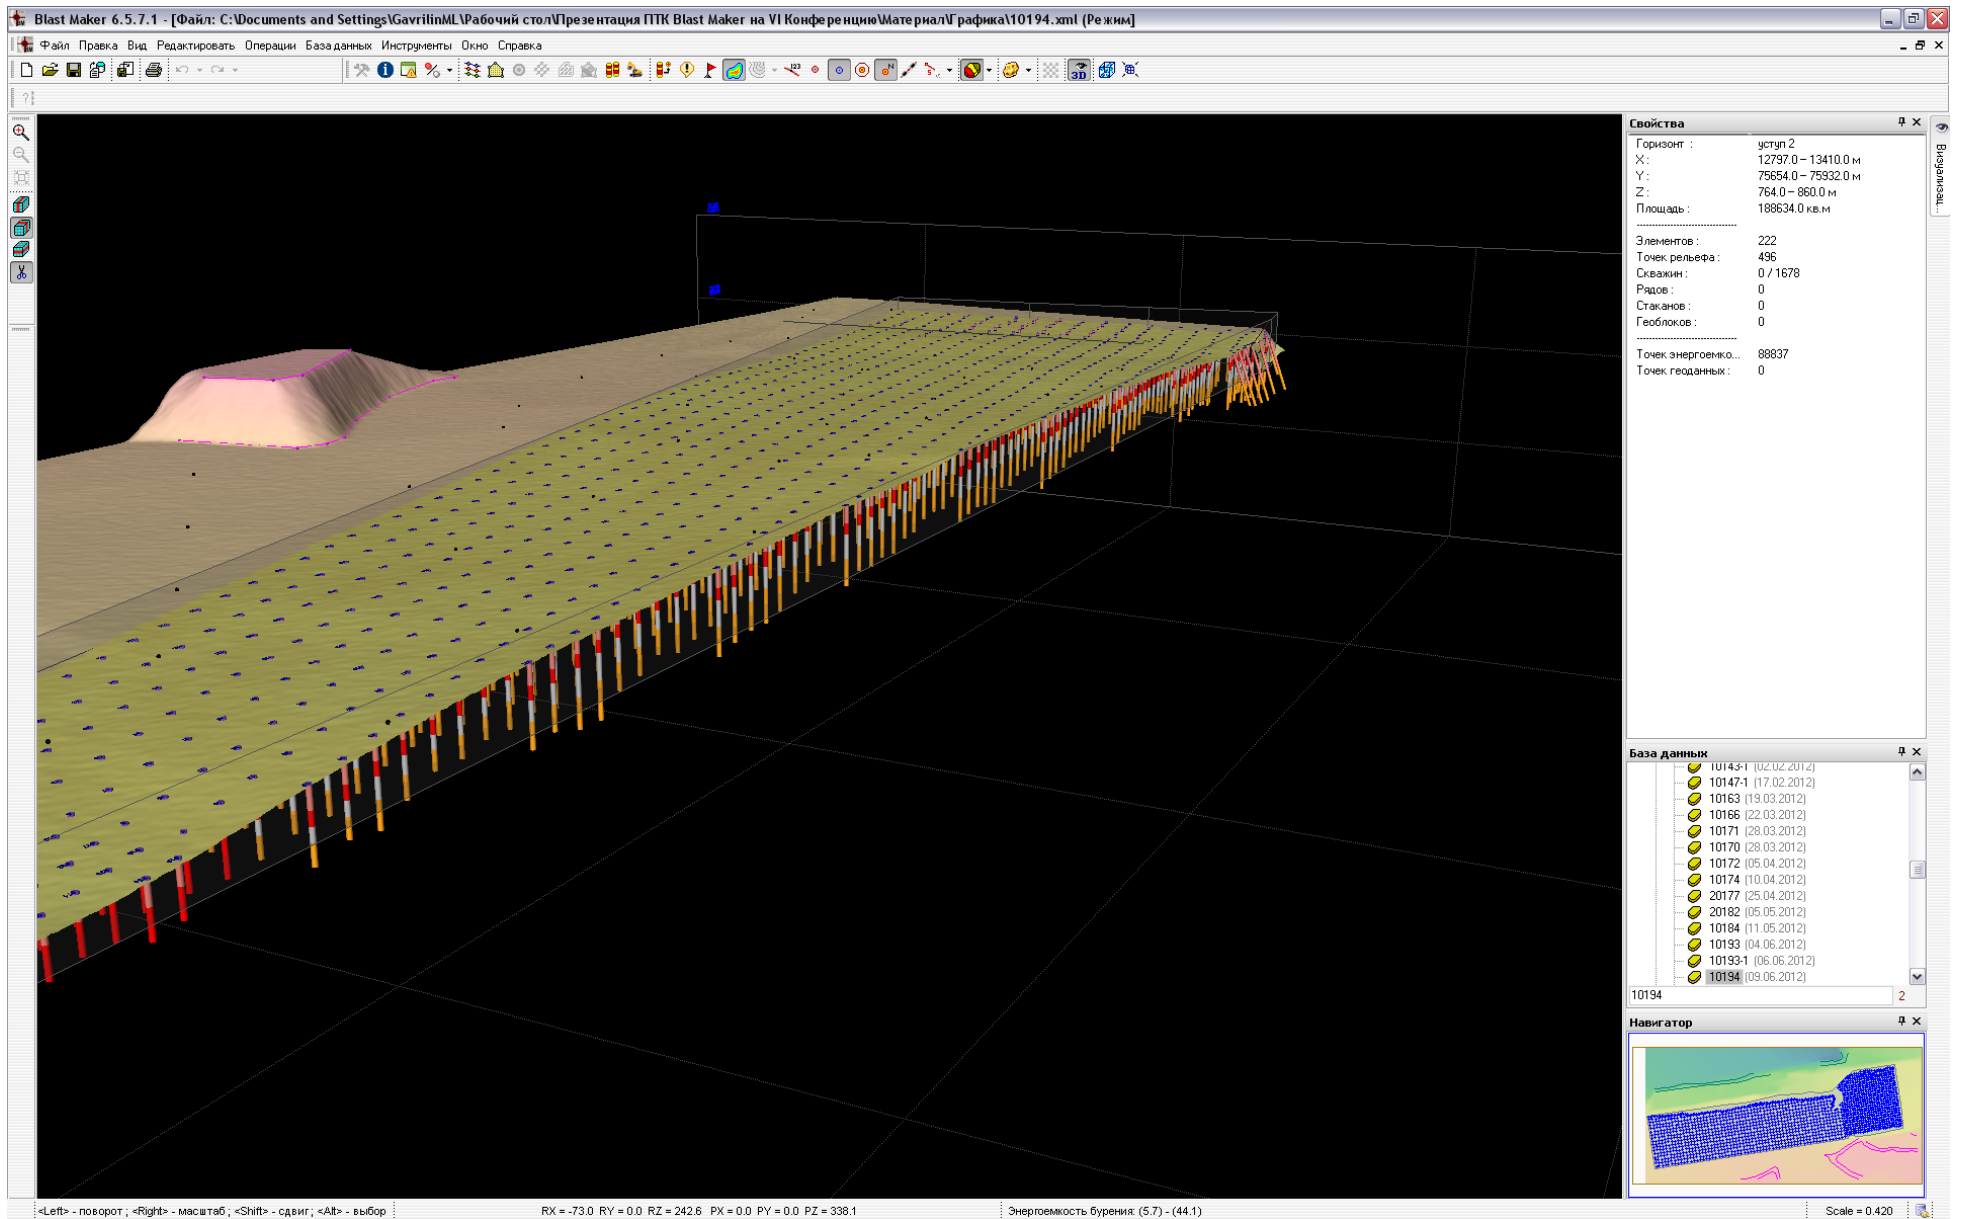 Blast Maker 6.5.7.1 - [Файл: C:\Documents and Settings\GavrilinML\Рабочий стол\Презентация ПТК Blast Maker на VI Конференцию\Материал\Графика\10194.xml (Режим]
Файл Правка Вид Редактировать Операции База данных Инструменты Окно Справка
3D
Свойства
Горизонт : уступ 2
X : 12797.0 – 13410.0 м
Y : 75654.0 – 75932.0 м
Z : 764.0 – 860.0 м
Площадь : 188634.0 кв.м
Элементов : 222
Точек рельефа : 496
Скважин : 0 / 1678
Рядов : 0
Стаканов : 0
Геоблоков : 0
Точек энергоемко... 88837
Точек геоданных : 0
Визуализац...
База данных
10143-1 (02.02.2012)
10147-1 (17.02.2012)
10163 (19.03.2012)
10166 (22.03.2012)
10171 (28.03.2012)
10170 (28.03.2012)
10172 (05.04.2012)
10174 (10.04.2012)
20177 (25.04.2012)
20182 (05.05.2012)
10184 (11.05.2012)
10193 (04.06.2012)
10193-1 (06.06.2012)
10194 (09.06.2012)
10194 2
Навигатор
<Left> - поворот ; <Right> - масштаб ; <Shift> - сдвиг ; <Alt> - выбор RX = -73.0 RY = 0.0 RZ = 242.6 PX = 0.0 PY = 0.0 PZ = 338.1 Энергоемкость бурения: (5.7) - (44.1) Scale = 0.420